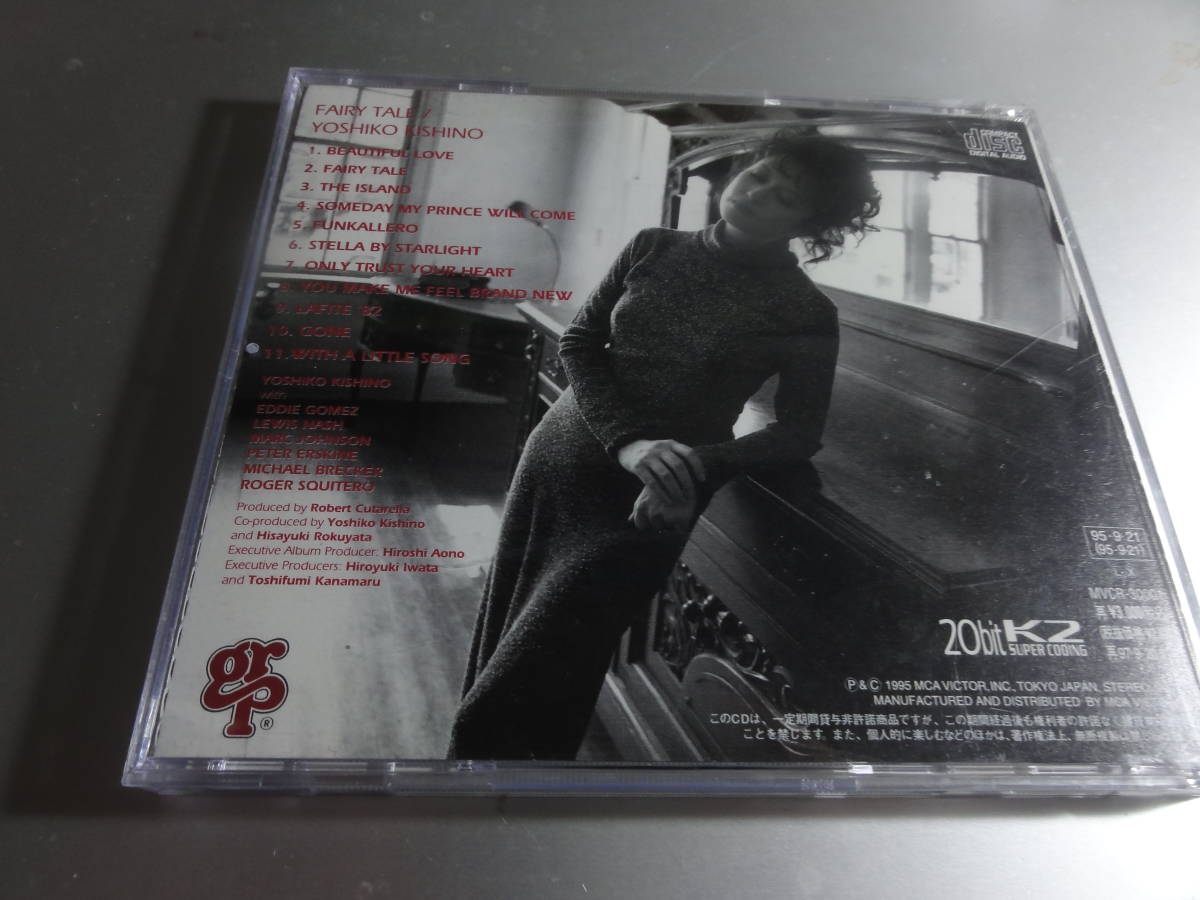 FAIRY TALE /
YOSHIKO KISHINO
1. BEAUTIFUL LOVE
2. FAIRY TALE
3. THE ISLAND
4. SOMEDAY MY PRINCE WILL COME
5. FUNKALLERO
6. STELLA BY STARLIGHT
7. ONLY TRUST YOUR HEART
8. YOU MAKE ME FEEL BRAND NEW
9. LAFITE '82
10. GONE
11. WITH A LITTLE SONG
YOSHIKO KISHINO
with
EDDIE GOMEZ
LEWIS NASH
MARC JOHNSON
PETER ERSKINE
MICHAEL BRECKER
ROGER SQUITERO
Produced by Robert Cutarella
Co-produced by Yoshiko Kishino
and Hisayuki Rokuyata
Executive Album Producer: Hiroshi Aono
Executive Producers: Hiroyuki Iwata
and Toshifumi Kanamaru
grp ®
COMPACT
disc
DIGITAL AUDIO
95・9・21
(95・9・21)
20bit K2
SUPER CODING
Ⓟ & Ⓒ 1995 MCA VICTOR, INC., TOKYO JAPAN. STEREO
MANUFACTURED AND DISTRIBUTED BY MCA
このCDは、一定期間貸与非許諾商品ですが、この期間経過後も権利者の許諾なく
ことを禁じます。また、個人的に楽しむなどのほかは、著作権法上、無断複製は